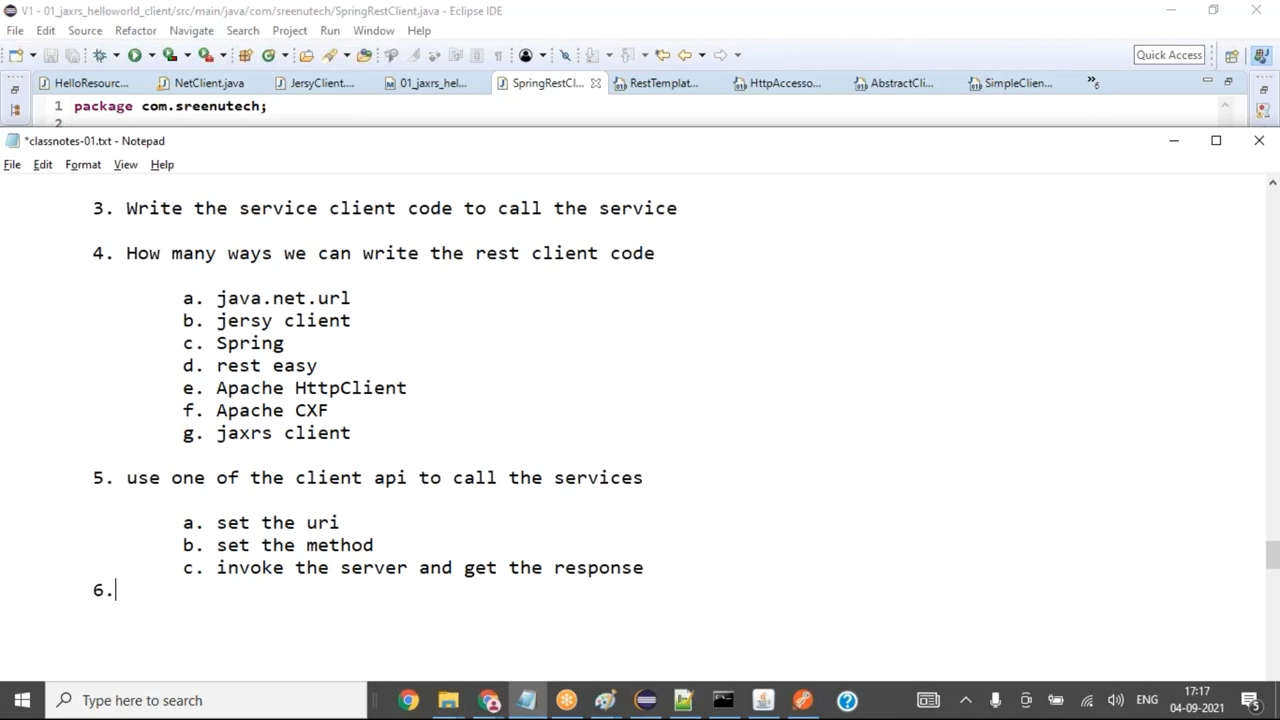 V1 - 01_jaxrs_helloworld_client/src/main/java/com/sreenutech/SpringRestClient.java - Eclipse IDE
File Edit Source Refactor Navigate Search Project Run Window Help
Quick Access
HelloResourc... NetClient.java JersyClient.... 01_jaxrs_hel... SpringRestCl... RestTemplat... HttpAccesso... AbstractCli... SimpleClien... »6
1 package com.sreenutech;
2
*classnotes-01.txt - Notepad
File Edit Format View Help
3. Write the service client code to call the service
4. How many ways we can write the rest client code
a. java.net.url
b. jersy client
c. Spring
d. rest easy
e. Apache HttpClient
f. Apache CXF
g. jaxrs client
5. use one of the client api to call the services
a. set the uri
b. set the method
c. invoke the server and get the response
6.
Type here to search
ENG
17:17
04-09-2021
5